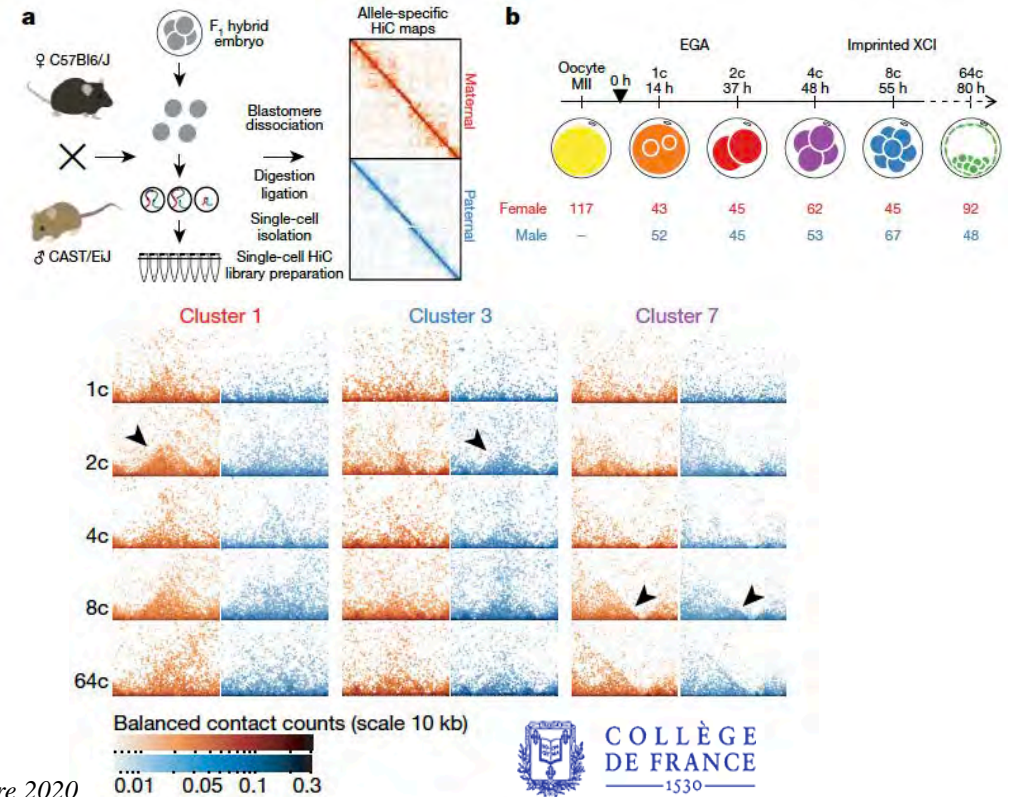 a
♀ C57Bl6/J
♂ CAST/EiJ
F1 hybrid
embryo
Blastomere
dissociation
Digestion
ligation
Single-cell
isolation
Single-cell HiC
library preparation
Allele-specific
HiC maps
Maternal
Paternal
b
EGA Imprinted XCI
Oocyte
MII
0 h
1c
14 h
2c
37 h
4c
48 h
8c
55 h
64c
80 h
Female 117 43 45 62 45 92
Male – 52 45 53 67 48
Cluster 1 Cluster 3 Cluster 7
1c
2c
4c
8c
64c
Balanced contact counts (scale 10 kb)
0.01 0.05 0.1 0.3
COLLÈGE
DE FRANCE
1530
re 2020